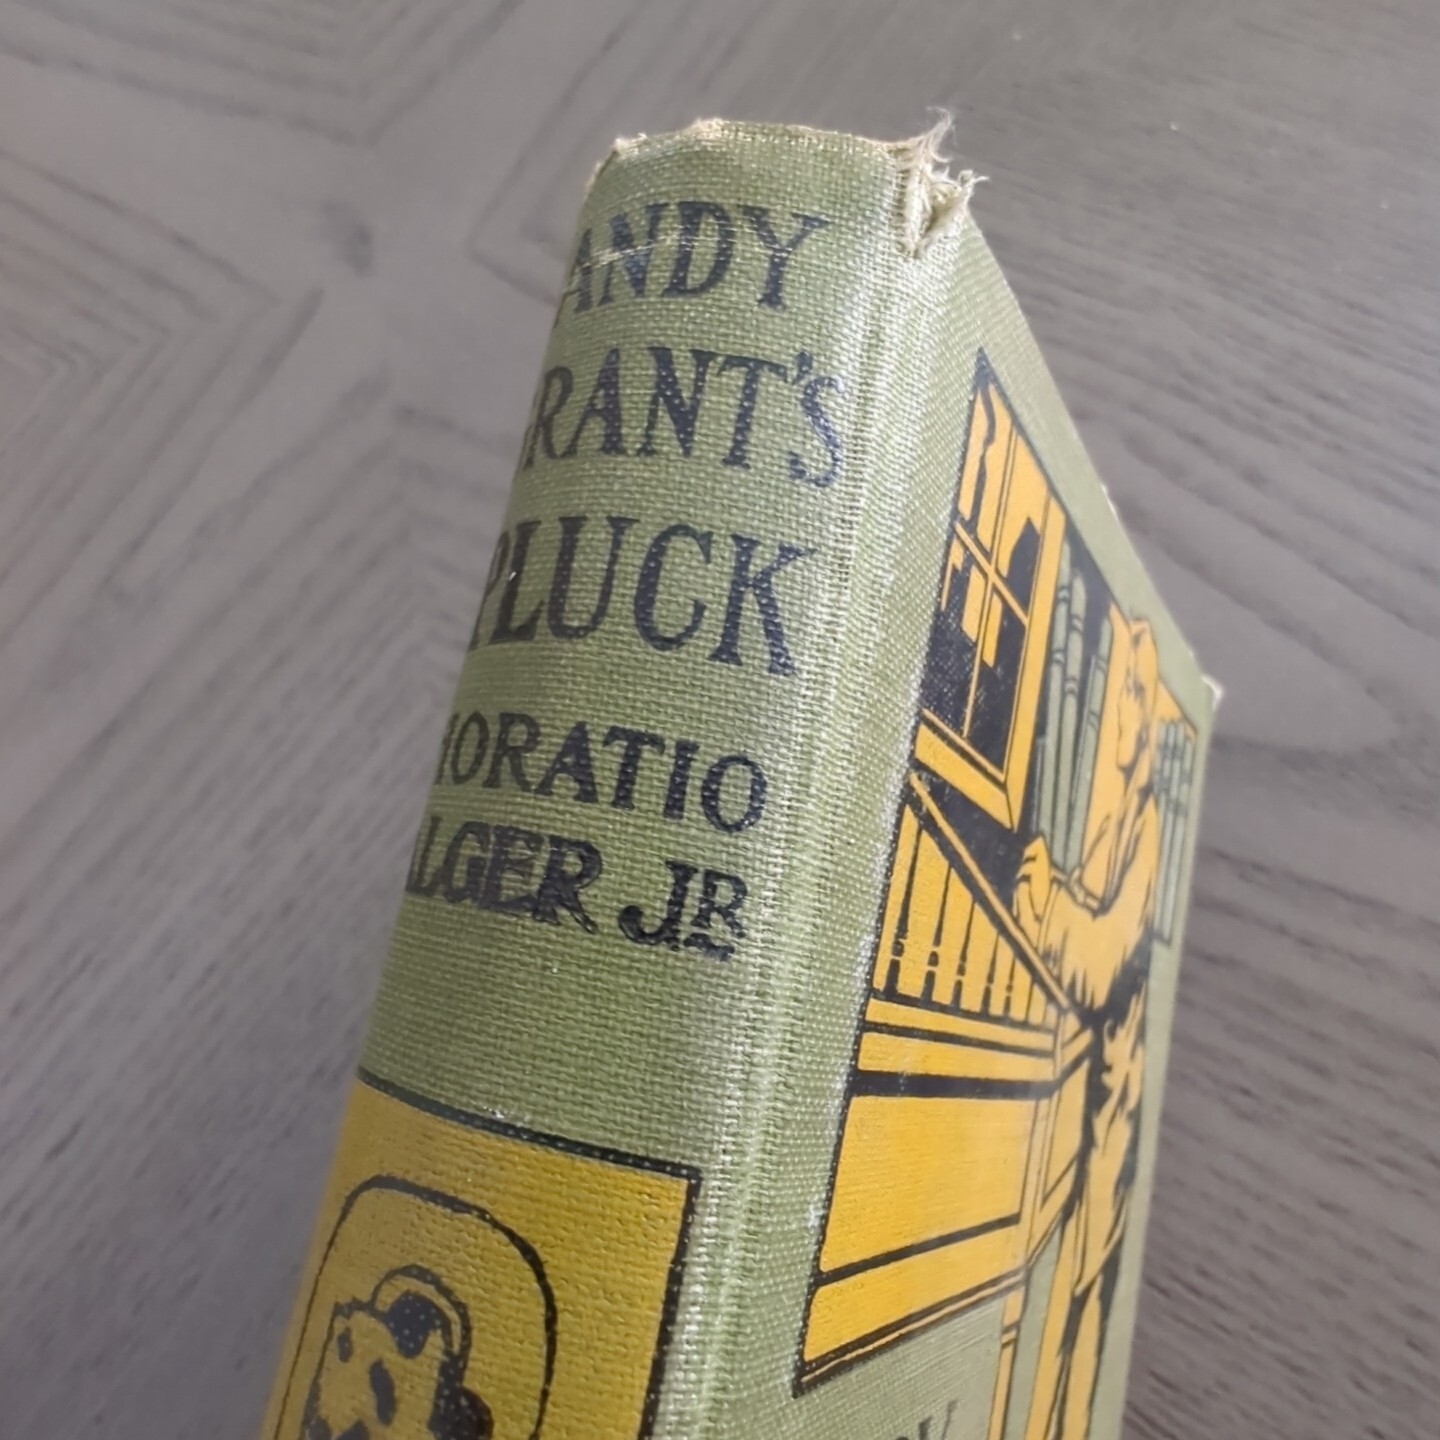 ANDY
GRANT'S
PLUCK
HORATIO
ALGER JR